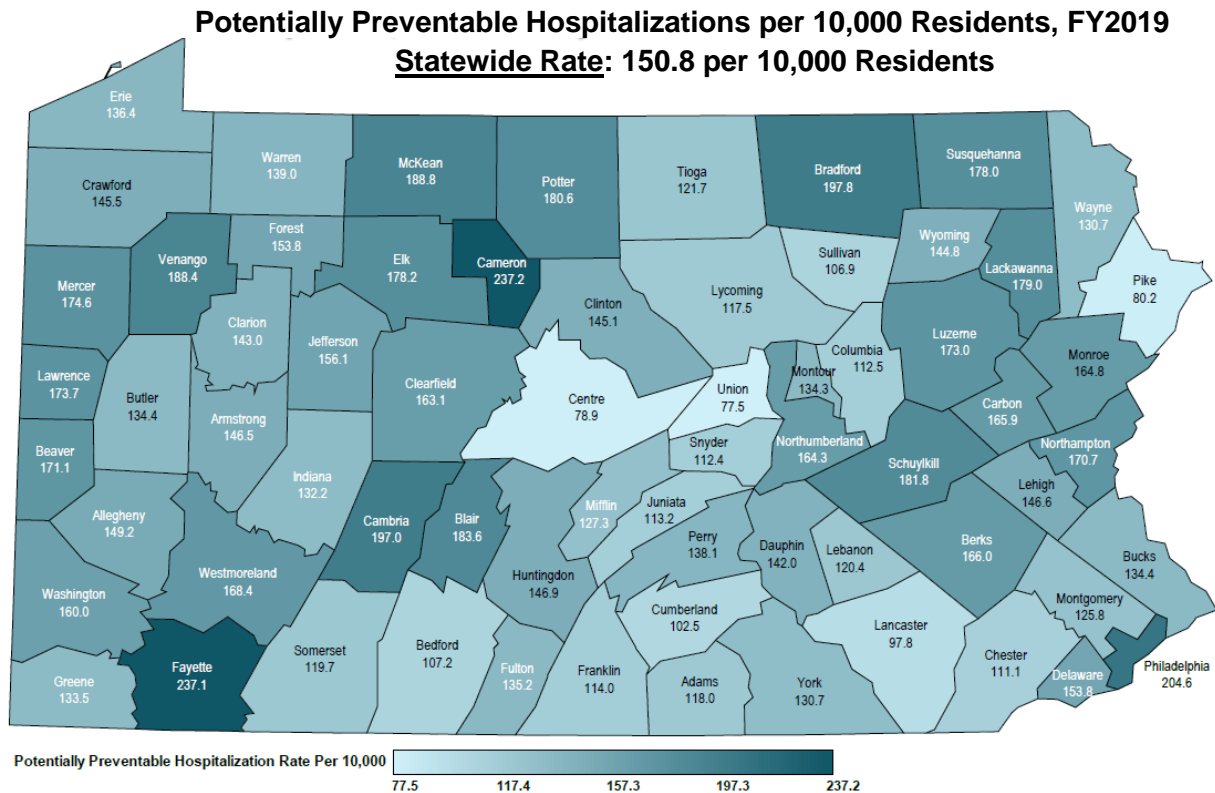 Potentially Preventable Hospitalizations per 10,000 Residents, FY2019
Statewide Rate: 150.8 per 10,000 Residents
Erie
136.4
Warren
139.0
McKean
188.8
Potter
180.6
Tioga
121.7
Bradford
197.8
Susquehanna
178.0
Wayne
130.7
Crawford
145.5
Forest
153.8
Venango
188.4
Elk
178.2
Cameron
237.2
Sullivan
106.9
Wyoming
144.8
Lackawanna
179.0
Pike
80.2
Mercer
174.6
Clarion
143.0
Jefferson
156.1
Clinton
145.1
Lycoming
117.5
Columbia
112.5
Luzerne
173.0
Monroe
164.8
Lawrence
173.7
Butler
134.4
Armstrong
146.5
Clearfield
163.1
Centre
78.9
Union
77.5
Montour
134.3
Carbon
165.9
Beaver
171.1
Indiana
132.2
Snyder
112.4
Northumberland
164.3
Schuylkill
181.8
Northampton
170.7
Lehigh
146.6
Allegheny
149.2
Cambria
197.0
Blair
183.6
Mifflin
127.3
Juniata
113.2
Perry
138.1
Dauphin
142.0
Lebanon
120.4
Berks
166.0
Bucks
134.4
Washington
160.0
Westmoreland
168.4
Huntingdon
146.9
Cumberland
102.5
Lancaster
97.8
Montgomery
125.8
Greene
133.5
Fayette
237.1
Somerset
119.7
Bedford
107.2
Fulton
135.2
Franklin
114.0
Adams
118.0
York
130.7
Chester
111.1
Delaware
153.8
Philadelphia
204.6
Potentially Preventable Hospitalization Rate Per 10,000
77.5 117.4 157.3 197.3 237.2